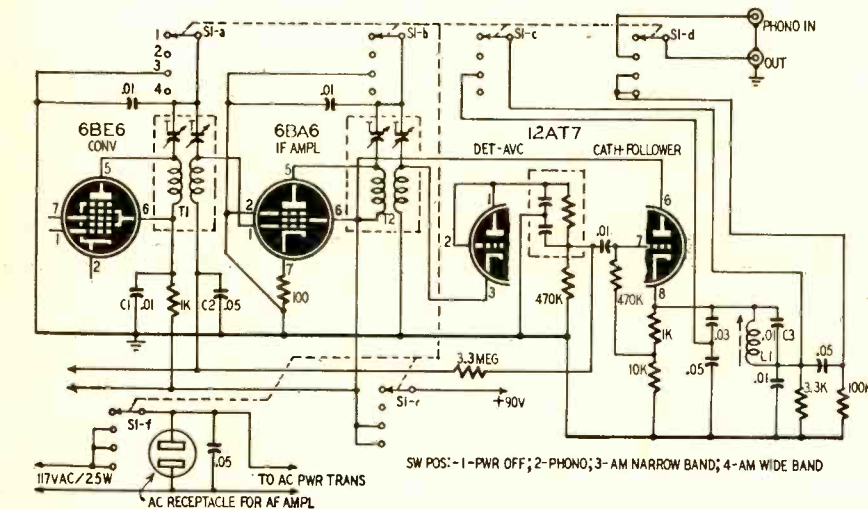 1
2
3
4
S1-a
S1-b
S1-c
S1-d
PHONO IN
OUT
.01
.01
6BE6
CONV
6BA6
IF AMPL
12AT7
DET-AVC
CATH-FOLLOWER
5
7
1
6
2
T1
5
2
1
6
7
T2
1
2
3
6
7
8
.01
C1 .01
1K
C2 .05
100
470K
470K
1K
10K
.03
.05
L1
.01
C3
.01
.05
3.3K
100K
3.3MEG
+90V
S1-f
.05
117VAC/25W
TO AC PWR TRANS
AC RECEPTACLE FOR AF AMPL
SW POS:-1-PWR OFF; 2-PHONO; 3-AM NARROW BAND; 4-AM WIDE BAND